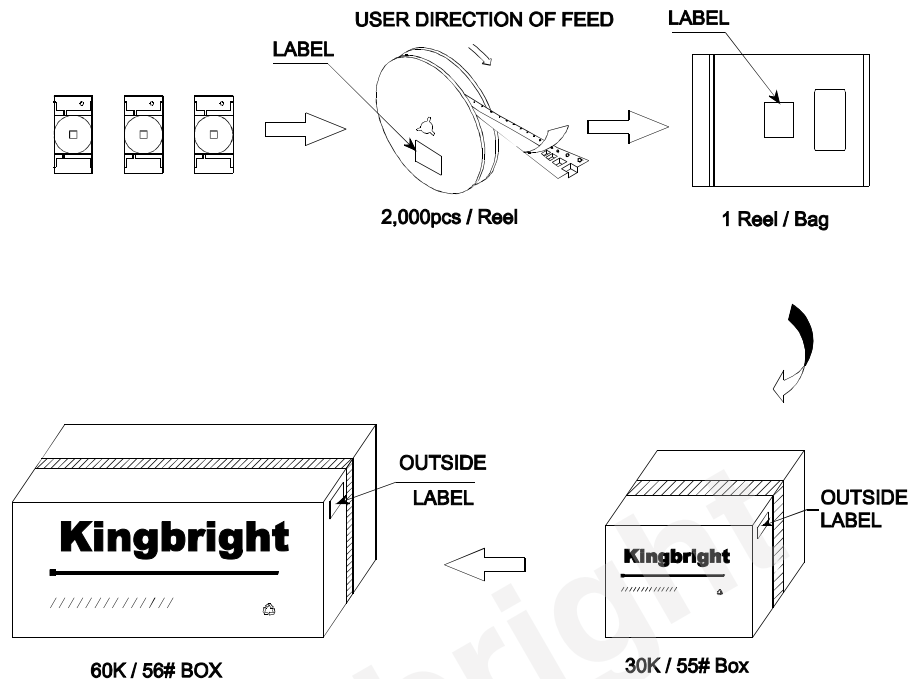 USER DIRECTION OF FEED
LABEL
LABEL
2,000pcs / Reel
1 Reel / Bag
OUTSIDE
LABEL
Kingbright
60K / 56# BOX
OUTSIDE
LABEL
Kingbright
30K / 55# Box
bright